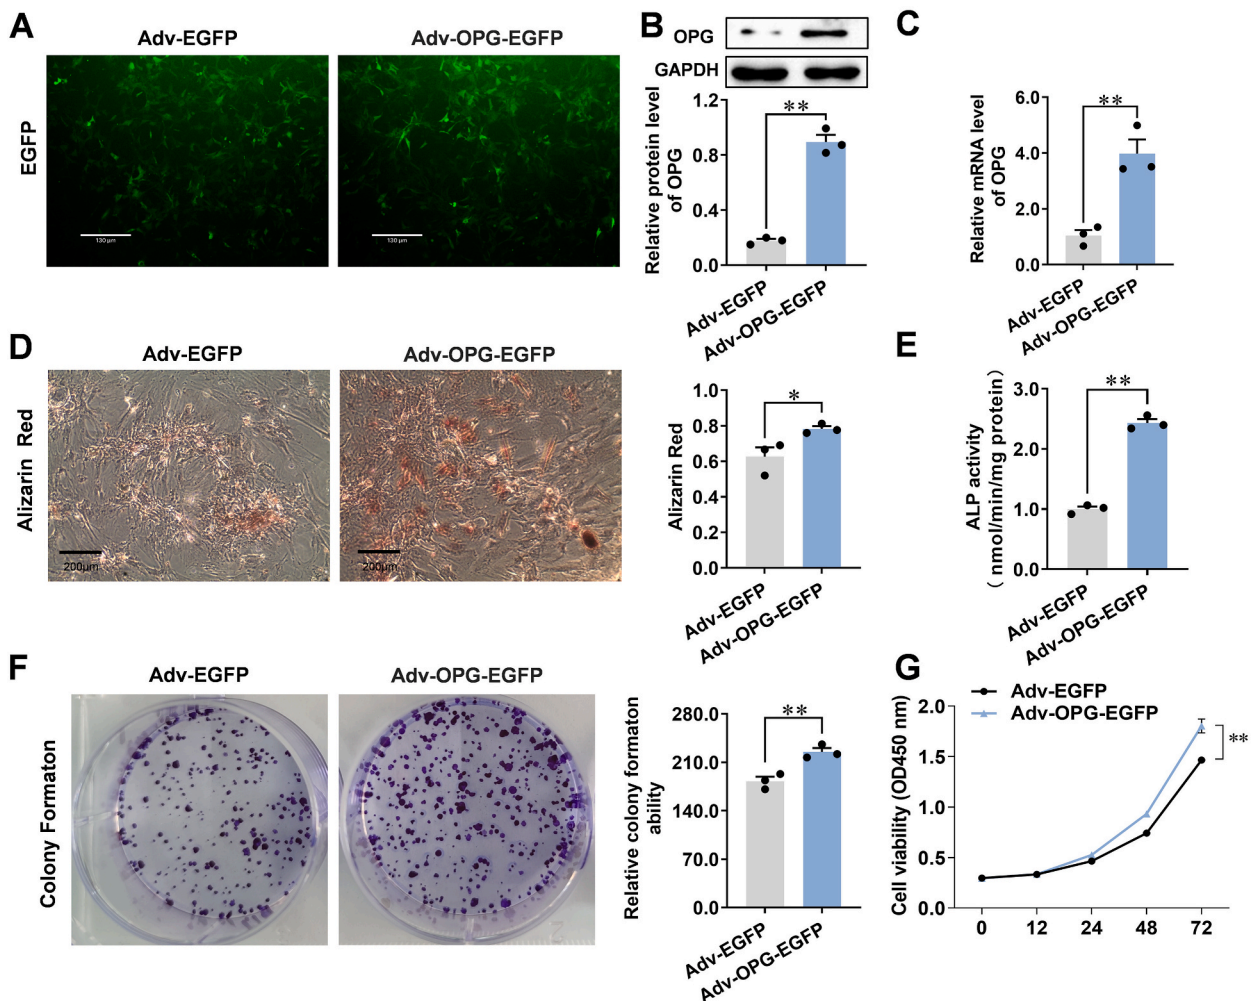 A
Adv-EGFP
Adv-OPG-EGFP
EGFP
130 μm
130 μm
B
OPG
GAPDH
Relative protein level
of OPG
1.2
0.8
0.4
0.0
**
Adv-EGFP
Adv-OPG-EGFP
C
Relative mRNA level
of OPG
6.0
4.0
2.0
0.0
**
Adv-EGFP
Adv-OPG-EGFP
D
Adv-EGFP
Adv-OPG-EGFP
Alizarin Red
200μm
200μm
Alizarin Red
1.0
0.8
0.6
0.4
0.2
0.0
*
Adv-EGFP
Adv-OPG-EGFP
E
ALP activity
( nmol/min/mg protein)
3.0
2.0
1.0
0.0
**
Adv-EGFP
Adv-OPG-EGFP
F
Adv-EGFP
Adv-OPG-EGFP
Colony Formaton
Relative colony formaton
ability
280.0
210.0
140.0
70.0
0.0
**
Adv-EGFP
Adv-OPG-EGFP
G
Adv-EGFP
Adv-OPG-EGFP
Cell viability (OD450 nm)
2.0
1.5
1.0
0.5
0.0
**
0 12 24 48 72